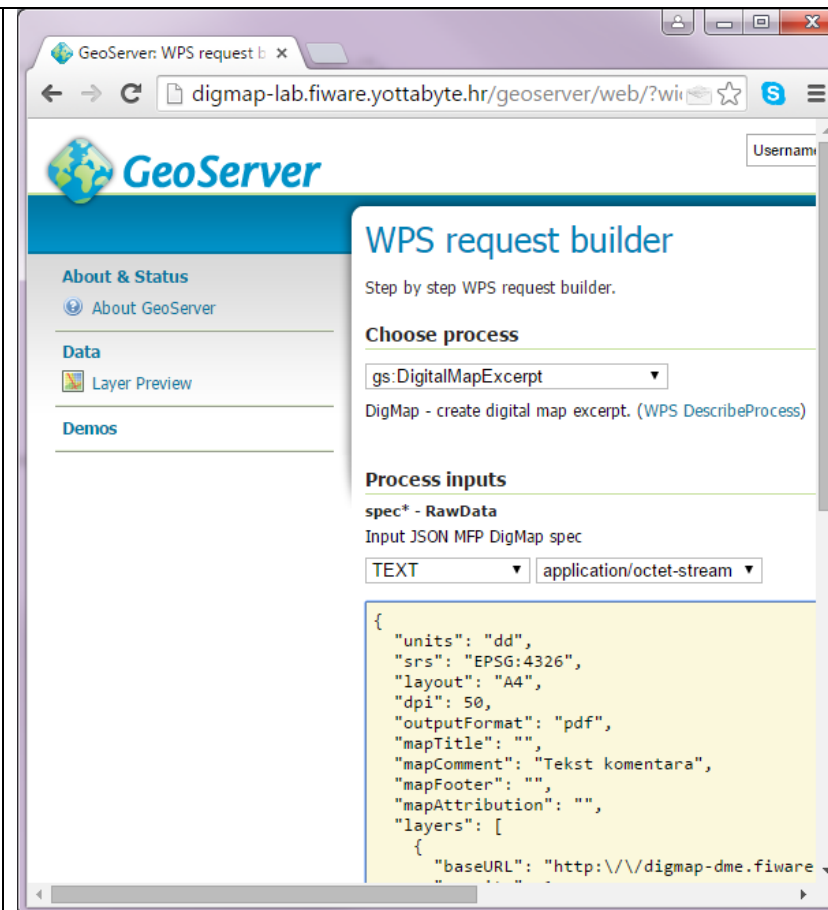 GeoServer: WPS request b
digmap-lab.fiware.yottabyte.hr/geoserver/web/?wic
GeoServer
Usernam
WPS request builder
Step by step WPS request builder.
About & Status
About GeoServer
Data
Layer Preview
Demos
Choose process
gs:DigitalMapExcerpt
DigMap - create digital map excerpt. (WPS DescribeProcess)
Process inputs
spec* - RawData
Input JSON MFP DigMap spec
TEXT application/octet-stream
{
"units": "dd",
"srs": "EPSG:4326",
"layout": "A4",
"dpi": 50,
"outputFormat": "pdf",
"mapTitle": "",
"mapComment": "Tekst komentara",
"mapFooter": "",
"mapAttribution": "",
"layers": [
{
"baseURL": "http:\/\/digmap-dme.fiware